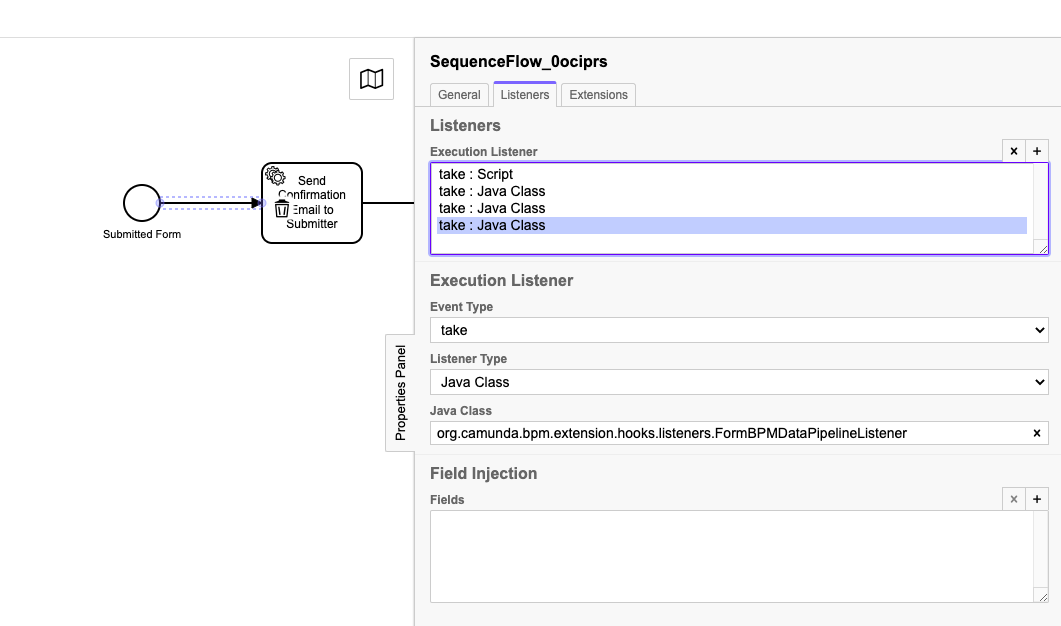 SequenceFlow_0ociprs
General
Listeners
Extensions
Listeners
Execution Listener
× +
take : Script
take : Java Class
take : Java Class
take : Java Class
Send
Confirmation
Email to
Submitter
Submitted Form
Execution Listener
Event Type
take
Listener Type
Java Class
Properties Panel
Java Class
org.camunda.bpm.extension.hooks.listeners.FormBPMDataPipelineListener ×
Field Injection
Fields
× +